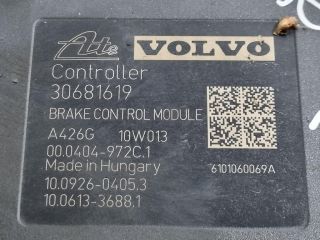 Ate VOLVO
Controller
30681619
BRAKE CONTROL MODULE
A426G 10W013
00.0404-972C.1
Made in Hungary 6101060069A
10.0926-0405.3
10.0613-3688.1